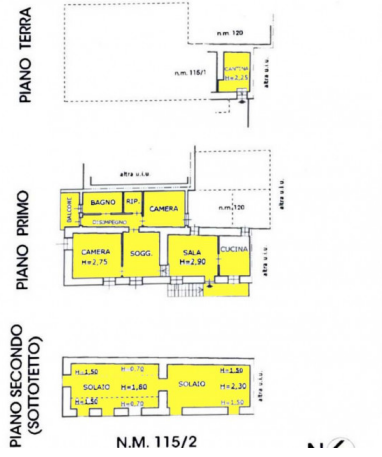 PIANO TERRA
n.m. 120
n.m. 115/1
CANTINA
H=2,25
altra u.i.u.
PIANO PRIMO
altra u.i.u.
BALCONE
BAGNO
RIP.
CAMERA
DISIMPEGNO
n.m. 120
altra u.i.u.
CAMERA
H=2,75
SOGG.
SALA
H=2,90
CUCINA
altra u.i.u.
PIANO SECONDO
(SOTTOTETTO)
H=1,50
H=0,70
H=1,50
SOLAIO
H=1,80
SOLAIO
H=2,30
H=1,50
H=0,70
H=1,50
altra u.i.u.
N.M. 115/2